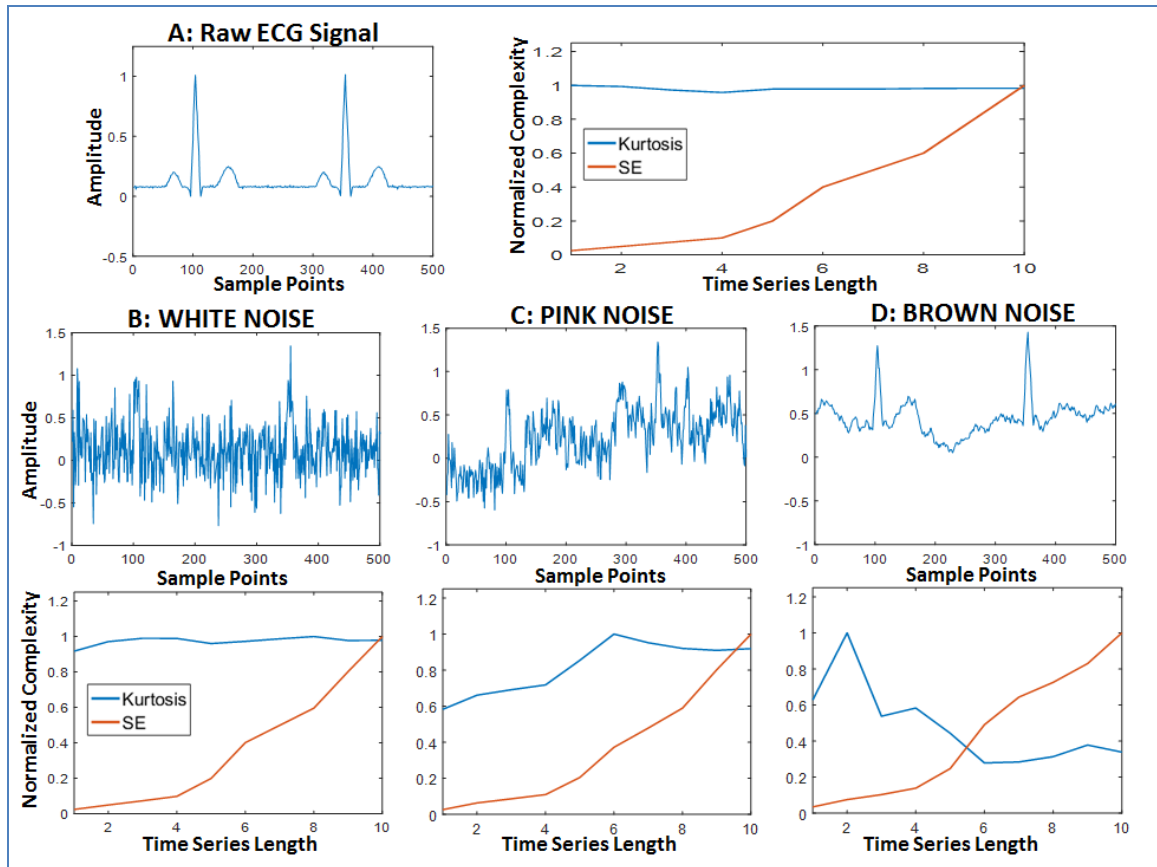 A: Raw ECG Signal
Amplitude
1
0.5
0
-0.5
0 100 200 300 400 500
Sample Points
Normalized Complexity
1.2
1
0.8
0.6
0.4
0.2
0
Kurtosis
SE
2 4 6 8 10
Time Series Length
B: WHITE NOISE
Amplitude
1.5
1
0.5
0
-0.5
-1
0 100 200 300 400 500
Sample Points
C: PINK NOISE
1.5
1
0.5
0
-0.5
-1
0 100 200 300 400 500
Sample Points
D: BROWN NOISE
1.5
1
0.5
0
-0.5
-1
0 100 200 300 400 500
Sample Points
Normalized Complexity
1.2
1
0.8
0.6
0.4
0.2
0
Kurtosis
SE
2 4 6 8 10
Time Series Length
1.2
1
0.8
0.6
0.4
0.2
0
2 4 6 8 10
Time Series Length
1.2
1
0.8
0.6
0.4
0.2
0
2 4 6 8 10
Time Series Length